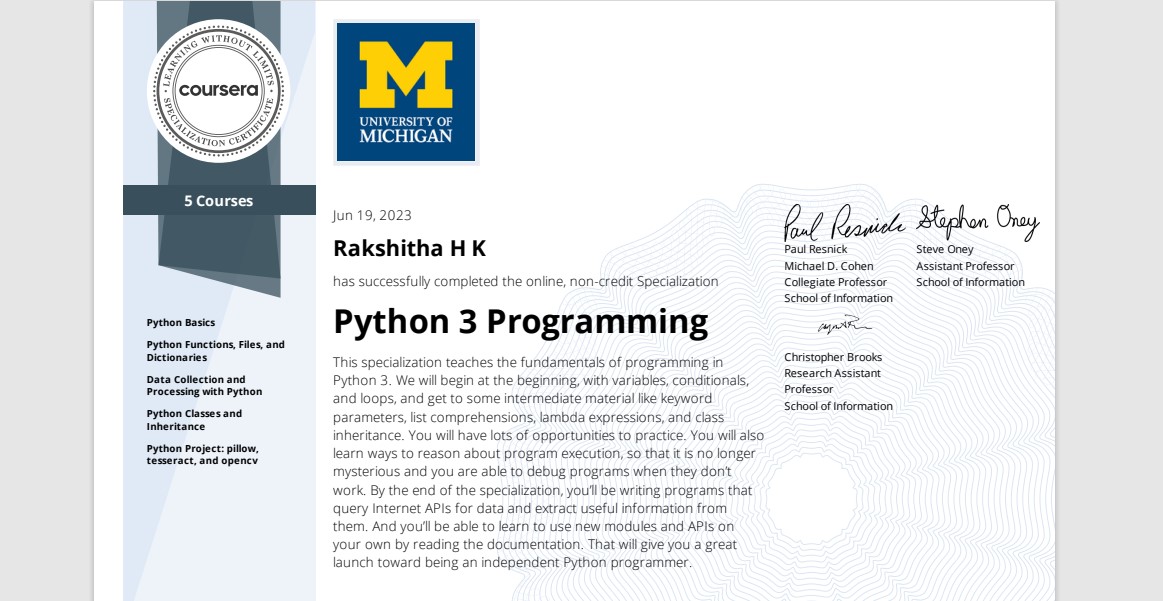 LEARNING WITHOUT LIMITS
coursera
SPECIALIZATION CERTIFICATE
M
UNIVERSITY OF
MICHIGAN
5 Courses
Python Basics
Python Functions, Files, and
Dictionaries
Data Collection and
Processing with Python
Python Classes and
Inheritance
Python Project: pillow,
tesseract, and opencv
Jun 19, 2023
Rakshitha H K
has successfully completed the online, non-credit Specialization
Python 3 Programming
This specialization teaches the fundamentals of programming in
Python 3. We will begin at the beginning, with variables, conditionals,
and loops, and get to some intermediate material like keyword
parameters, list comprehensions, lambda expressions, and class
inheritance. You will have lots of opportunities to practice. You will also
learn ways to reason about program execution, so that it is no longer
mysterious and you are able to debug programs when they don’t
work. By the end of the specialization, you’ll be writing programs that
query Internet APIs for data and extract useful information from
them. And you’ll be able to learn to use new modules and APIs on
your own by reading the documentation. That will give you a great
launch toward being an independent Python programmer.
Paul Resnick
Paul Resnick
Michael D. Cohen
Collegiate Professor
School of Information
Stephen Oney
Steve Oney
Assistant Professor
School of Information
Christopher Brooks
Research Assistant
Professor
School of Information